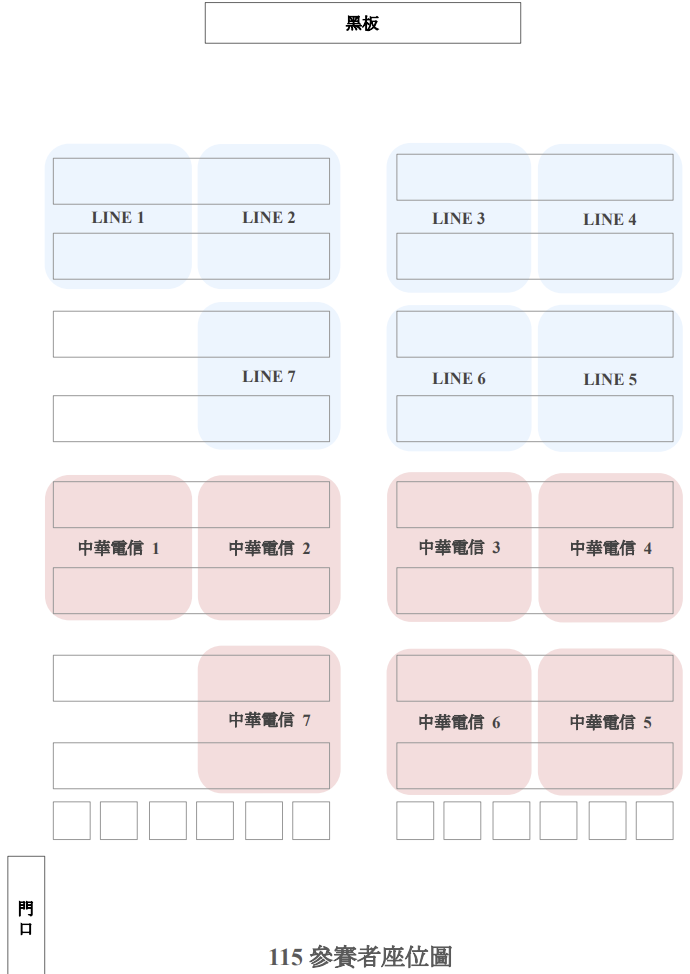 黑板
LINE 1
LINE 2
LINE 3
LINE 4
LINE 7
LINE 6
LINE 5
中華電信 1
中華電信 2
中華電信 3
中華電信 4
中華電信 7
中華電信 6
中華電信 5
門
口
115 參賽者座位圖